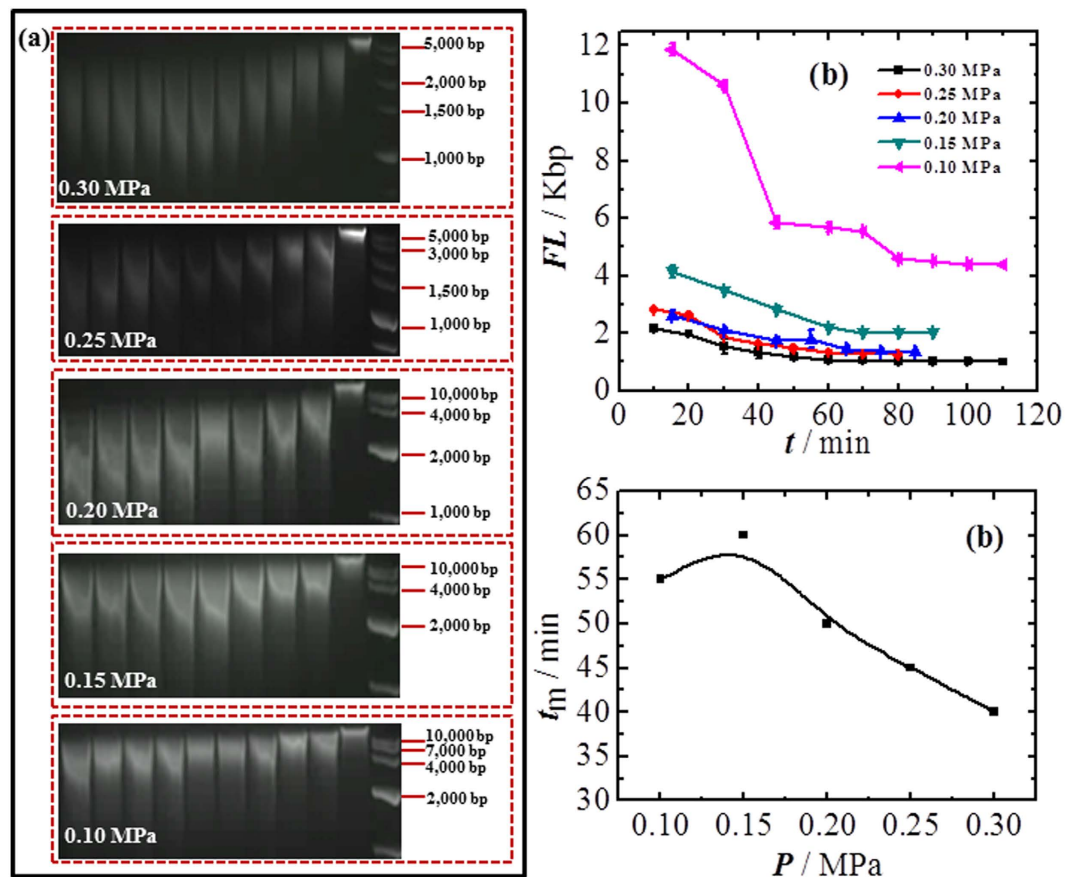 (a)
5,000 bp
2,000 bp
1,500 bp
1,000 bp
0.30 MPa
5,000 bp
3,000 bp
1,500 bp
1,000 bp
0.25 MPa
10,000 bp
4,000 bp
2,000 bp
1,000 bp
0.20 MPa
10,000 bp
4,000 bp
2,000 bp
0.15 MPa
10,000 bp
7,000 bp
4,000 bp
2,000 bp
0.10 MPa
(b)
0.30 MPa
0.25 MPa
0.20 MPa
0.15 MPa
0.10 MPa
12
10
8
6
4
2
0
FL / Kbp
0 20 40 60 80 100 120
t / min
(b)
65
60
55
50
45
40
35
30
tm / min
0.10 0.15 0.20 0.25 0.30
P / MPa